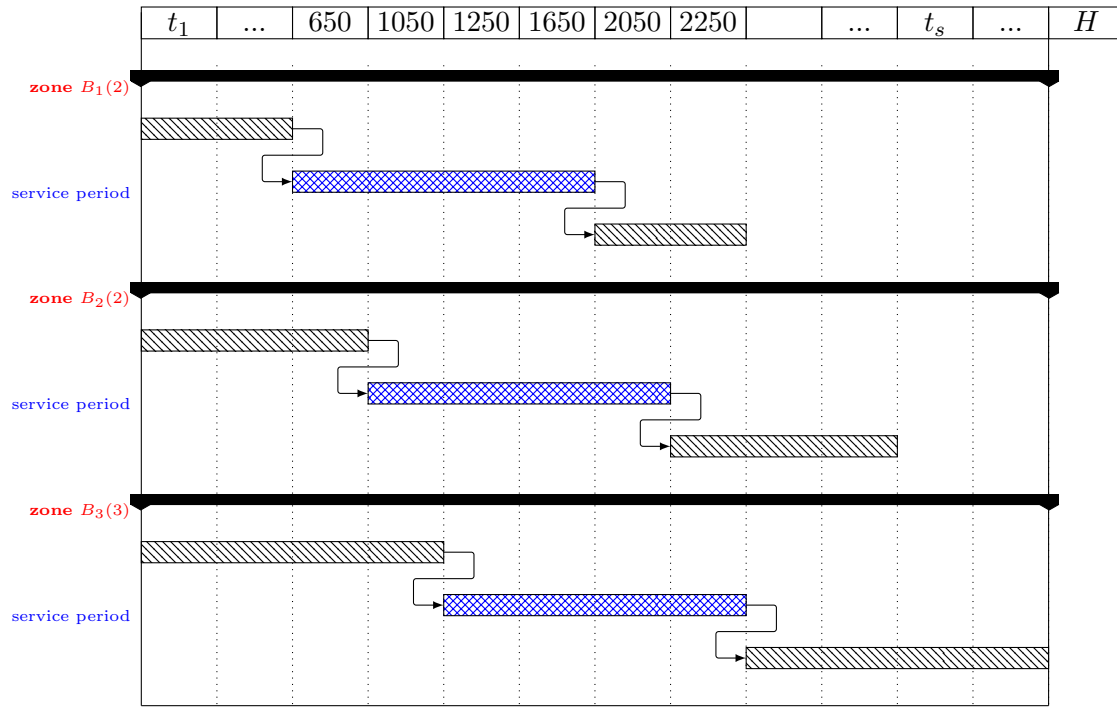 t₁ ... 650 1050 1250 1650 2050 2250 ... tₛ ... H
zone B₁(2)
service period
zone B₂(2)
service period
zone B₃(3)
service period